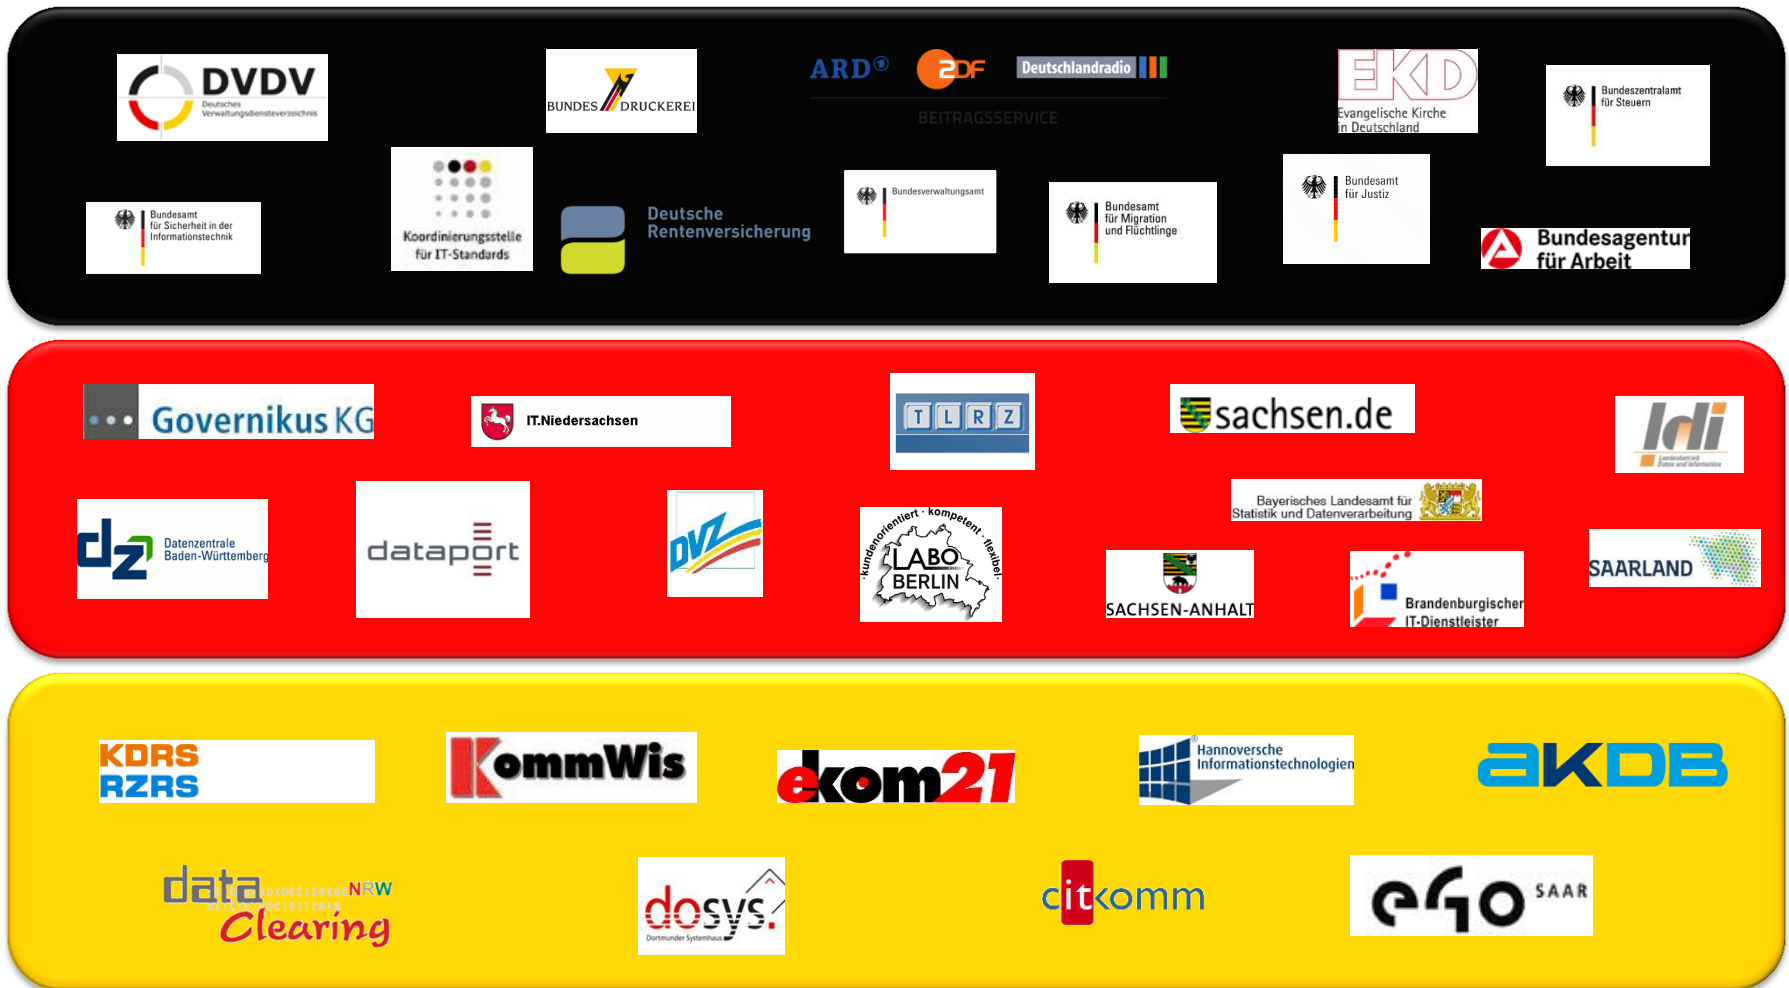 DVDV
Deutsches
Verwaltungsdiensteverzeichnis
BUNDES DRUCKEREI
ARD
ZDF
Deutschlandradio
BEITRAGSSERVICE
EKD
Evangelische Kirche
in Deutschland
Bundeszentralamt
für Steuern
Bundesamt
für Sicherheit in der
Informationstechnik
Koordinierungsstelle
für IT-Standards
Deutsche
Rentenversicherung
Bundesverwaltungsamt
Bundesamt
für Migration
und Flüchtlinge
Bundesamt
für Justiz
Bundesagentur
für Arbeit
Governikus KG
IT.Niedersachsen
TLRZ
sachsen.de
ldi
Landesbetrieb
Daten und Information
dz
Datenzentrale
Baden-Württemberg
dataport
DVZ
kundenorientiert · kompetent · flexibel
LABO
BERLIN
Bayerisches Landesamt für
Statistik und Datenverarbeitung
SACHSEN-ANHALT
Brandenburgischer
IT-Dienstleister
SAARLAND
KDRS
RZRS
KommWis
ekom21
Hannoversche
Informationstechnologien
AKDB
data
NRW
Clearing
dosys.
Dortmunder Systemhaus
citkomm
eGo SAAR